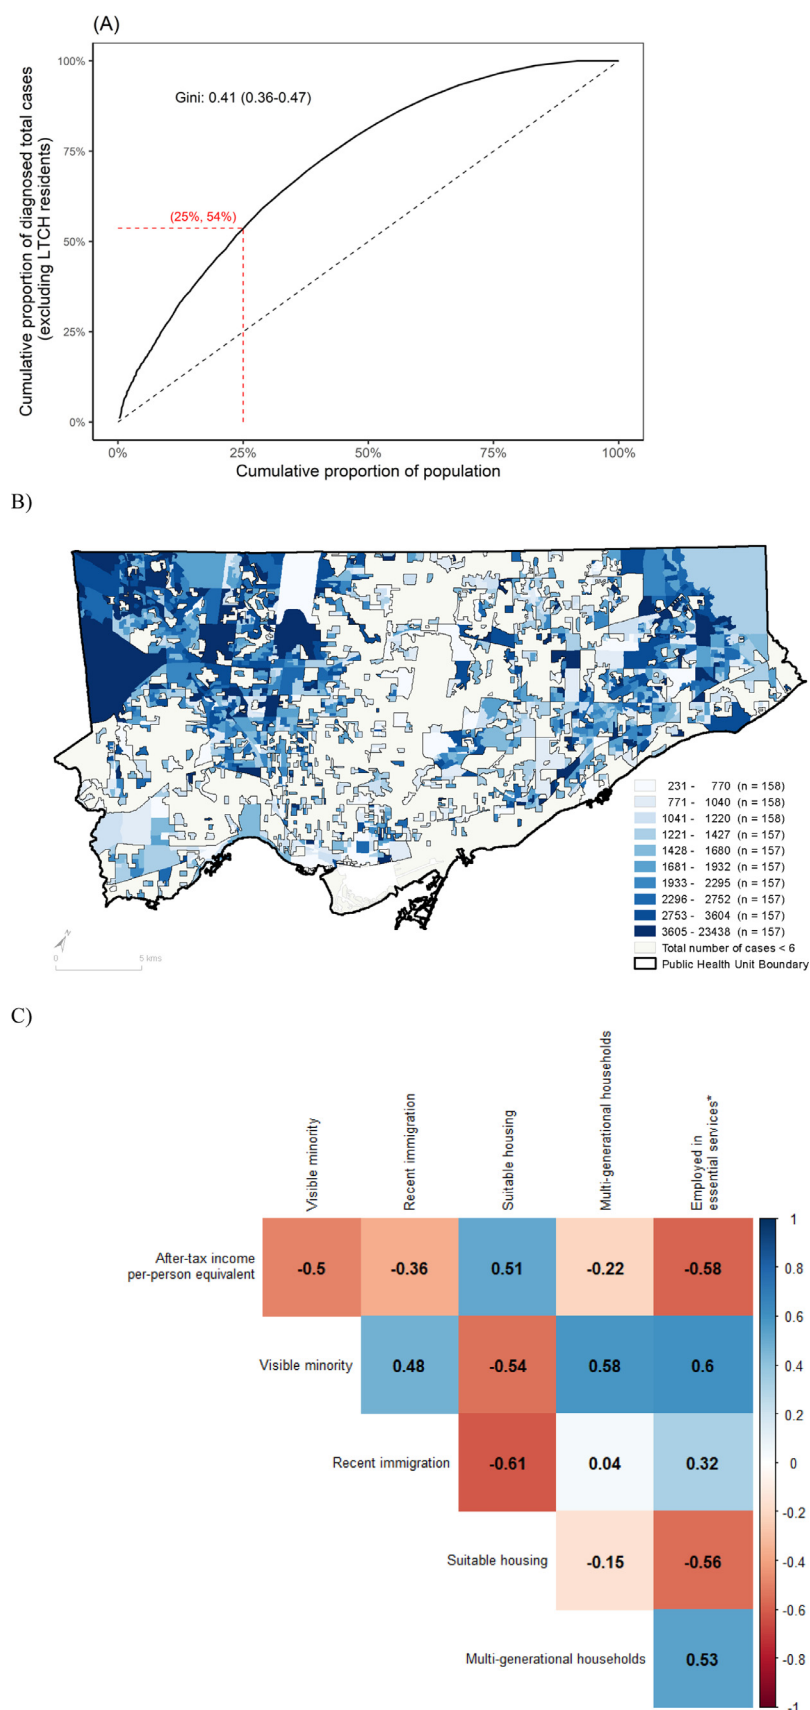 (A)
Cumulative proportion of diagnosed total cases
(excluding LTCH residents)
100%
75%
50%
25%
0%
Gini: 0.41 (0.36-0.47)
(25%, 54%)
0% 25% 50% 75% 100%
Cumulative proportion of population
B)
231 - 770 (n = 158)
771 - 1040 (n = 158)
1041 - 1220 (n = 158)
1221 - 1427 (n = 157)
1428 - 1680 (n = 157)
1681 - 1932 (n = 157)
1933 - 2295 (n = 157)
2296 - 2752 (n = 157)
2753 - 3604 (n = 157)
3605 - 23438 (n = 157)
Total number of cases < 6
Public Health Unit Boundary
N
0 5 kms
C)
Visible minority
Recent immigration
Suitable housing
Multi-generational households
Employed in
essential services*
After-tax income
per-person equivalent
-0.5 -0.36 0.51 -0.22 -0.58
Visible minority 0.48 -0.54 0.58 0.6
Recent immigration -0.61 0.04 0.32
Suitable housing -0.15 -0.56
Multi-generational households 0.53
1
0.8
0.6
0.4
0.2
0
-0.2
-0.4
-0.6
-0.8
-1